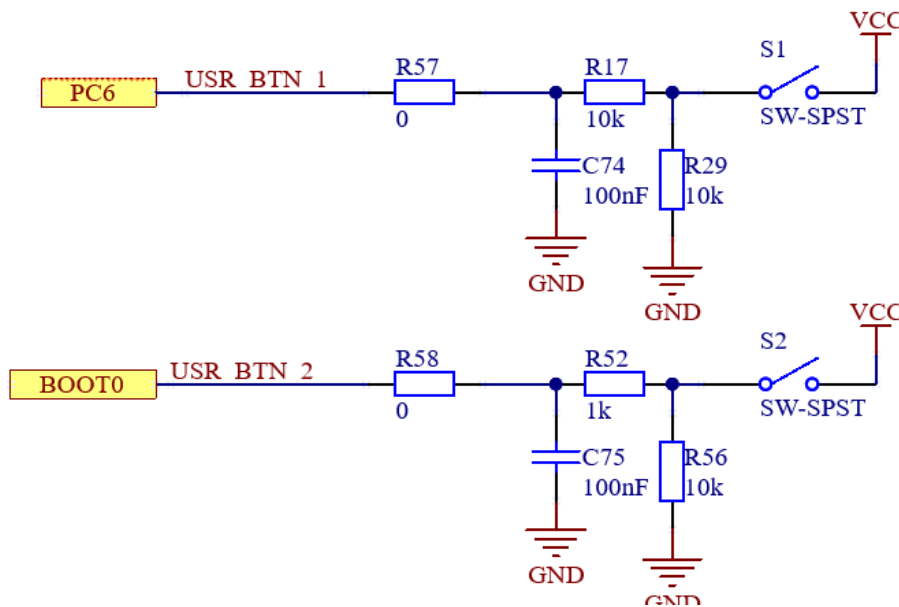 VCC
S1
R57
R17
USR_BTN_1
PC6
0
10k
SW-SPST
C74
100nF
R29
10k
GND
GND
VCC
S2
R58
R52
USR_BTN_2
BOOT0
0
1k
SW-SPST
C75
100nF
R56
10k
GND
GND